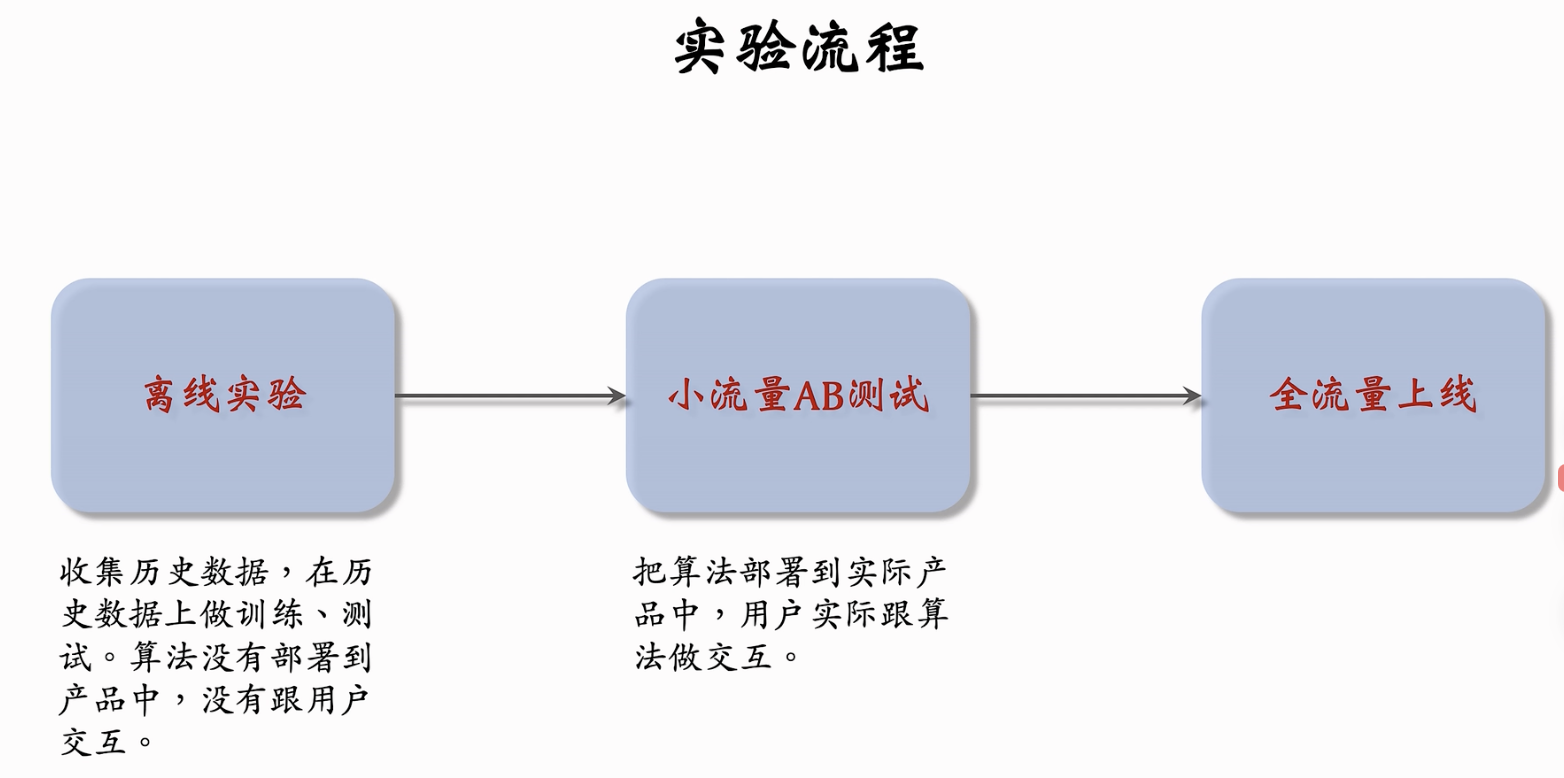 实验流程
离线实验
小流量AB测试
全流量上线
收集历史数据，在历
史数据上做训练、测
试。算法没有部署到
产品中，没有跟用户
交互。
把算法部署到实际产
品中，用户实际跟算
法做交互。